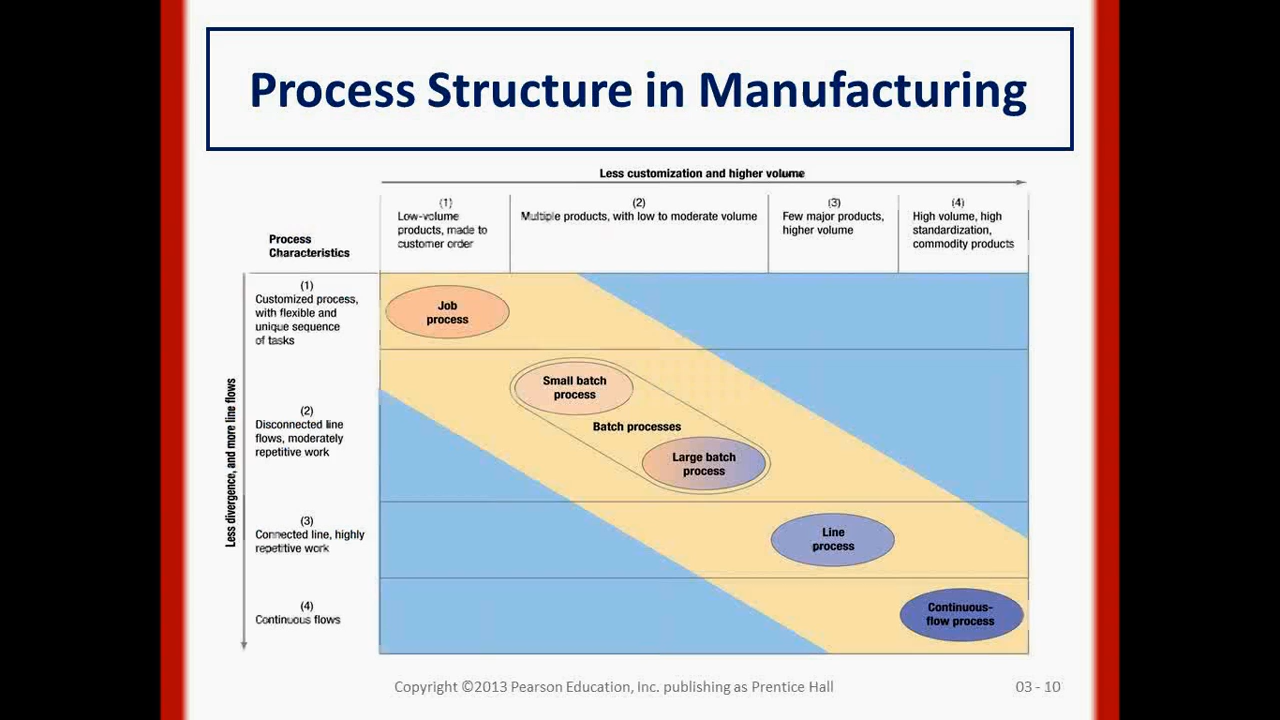 Process Structure in Manufacturing
Less customization and higher volume
(1)
Low-volume
products, made to
customer order
(2)
Multiple products, with low to moderate volume
(3)
Few major products,
higher volume
(4)
High volume, high
standardization,
commodity products
Process
Characteristics
Less divergence, and more line flows
(1)
Customized process,
with flexible and
unique sequence
of tasks
Job
process
(2)
Disconnected line
flows, moderately
repetitive work
Small batch
process
Batch processes
Large batch
process
(3)
Connected line, highly
repetitive work
Line
process
(4)
Continuous flows
Continuous-
flow process
Copyright ©2013 Pearson Education, Inc. publishing as Prentice Hall
03 - 10